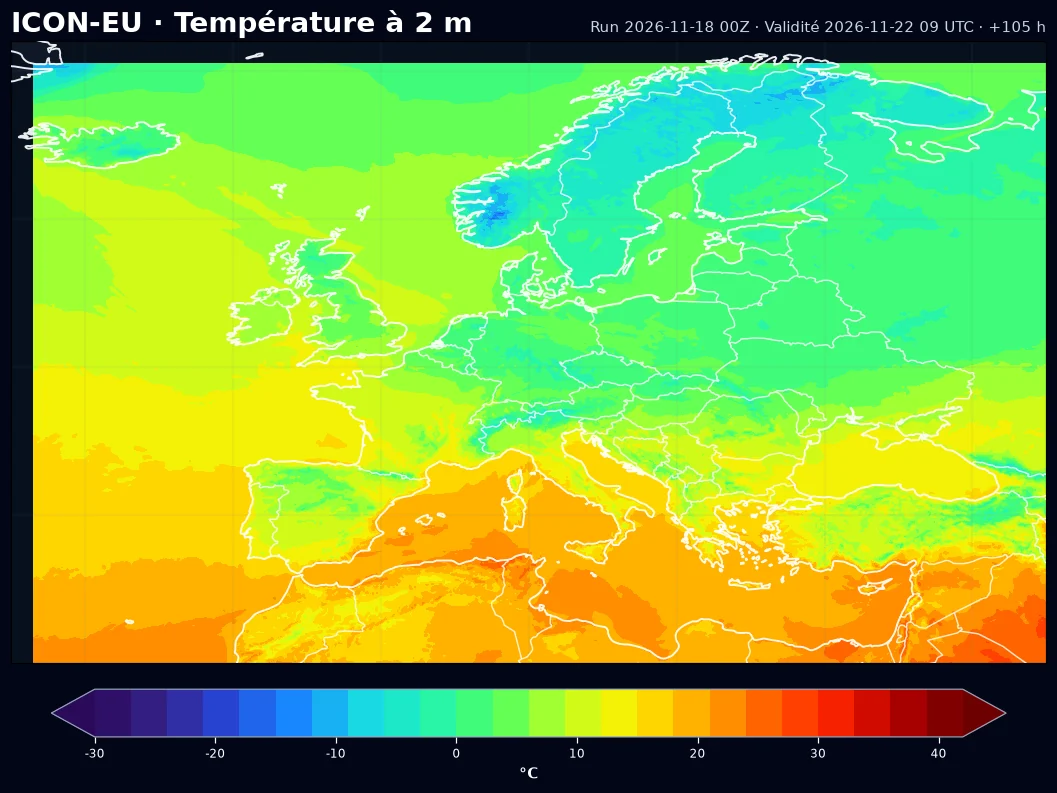 ICON-EU · Température à 2 m
Run 2026-11-18 00Z · Validité 2026-11-22 09 UTC · +105 h
-30 -20 -10 0 10 20 30 40
°C